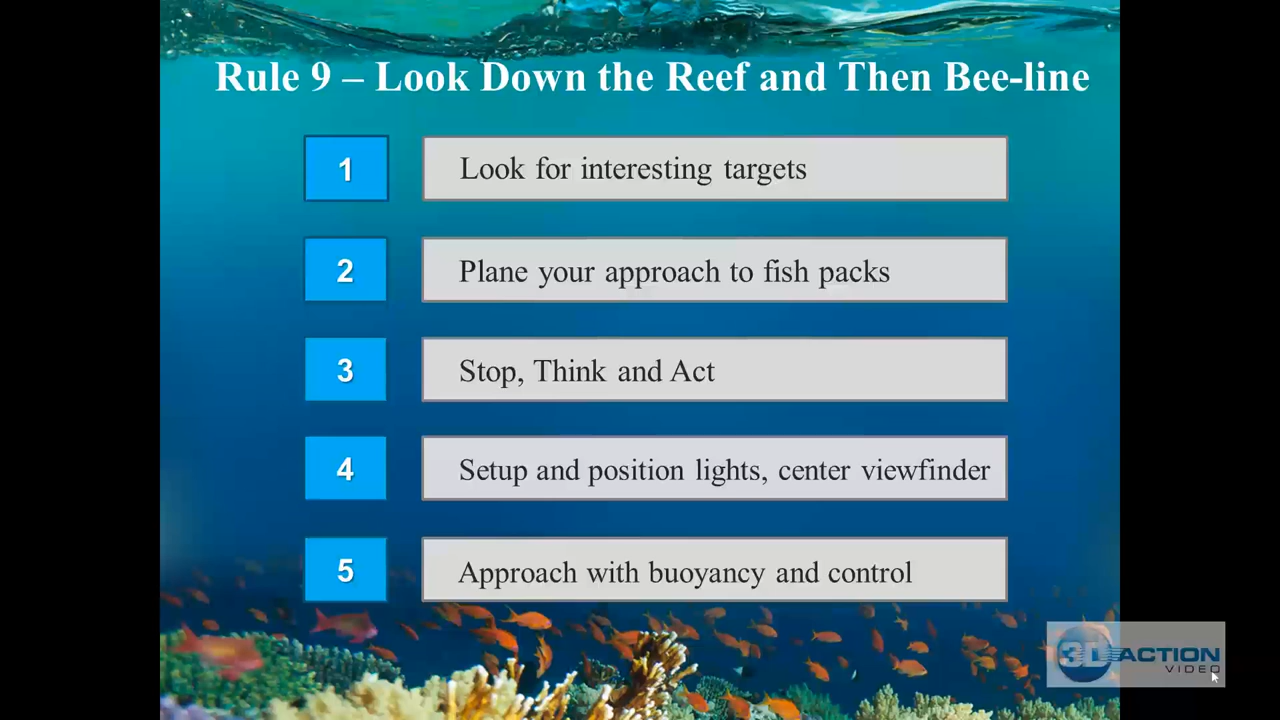 Rule 9 – Look Down the Reef and Then Bee-line
1 Look for interesting targets
2 Plane your approach to fish packs
3 Stop, Think and Act
4 Setup and position lights, center viewfinder
5 Approach with buoyancy and control
3D ACTION
VIDEO